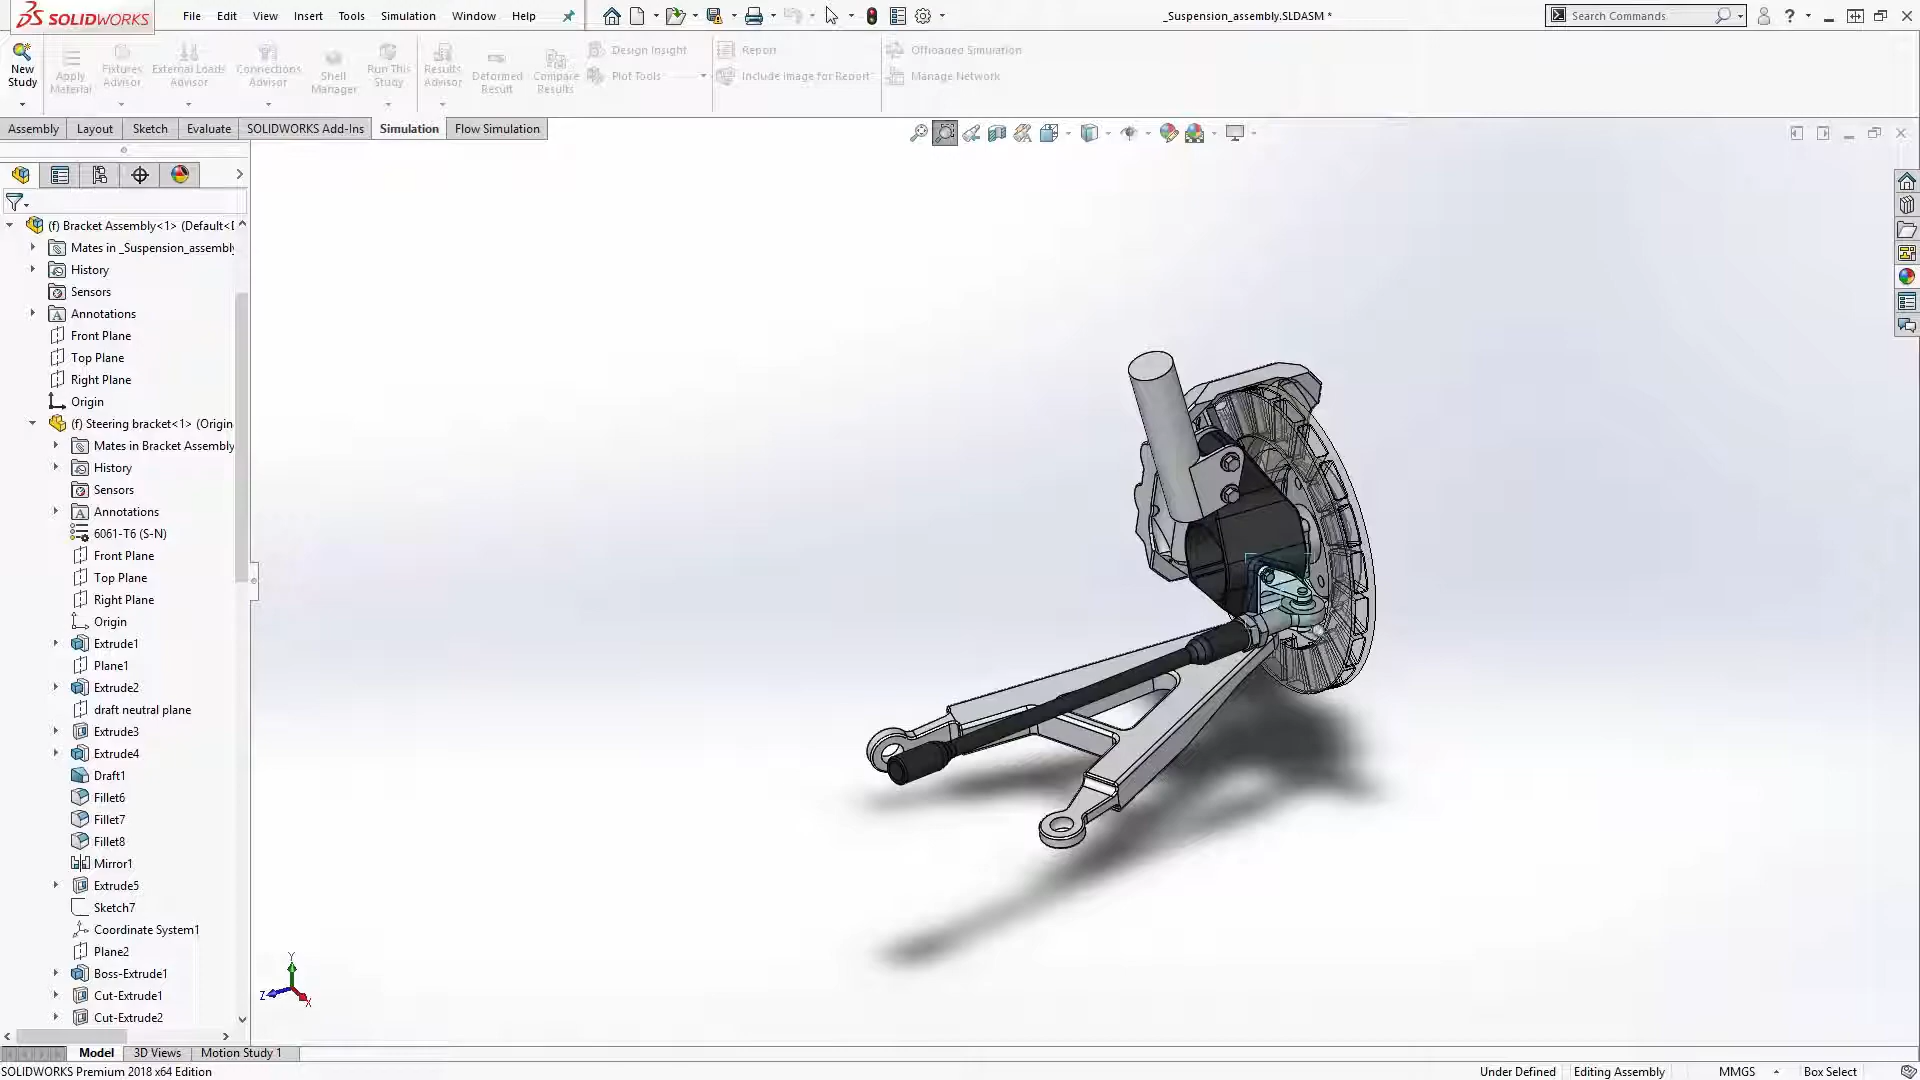 SOLIDWORKS
File Edit View Insert Tools Simulation Window Help
_Suspension_assembly.SLDASM *
Search Commands
New Study
Apply Material
Fixtures Advisor
External Loads Advisor
Connections Advisor
Shell Manager
Run This Study
Results Advisor
Deformed Result
Compare Results
Design Insight
Plot Tools
Report
Include Image for Report
Offloaded Simulation
Manage Network
Assembly Layout Sketch Evaluate SOLIDWORKS Add-Ins Simulation Flow Simulation
(f) Bracket Assembly<1> (Default<
Mates in _Suspension_assembly
History
Sensors
Annotations
Front Plane
Top Plane
Right Plane
Origin
(f) Steering bracket<1> (Origin
Mates in Bracket Assembly
History
Sensors
Annotations
6061-T6 (S-N)
Front Plane
Top Plane
Right Plane
Origin
Extrude1
Plane1
Extrude2
draft neutral plane
Extrude3
Extrude4
Draft1
Fillet6
Fillet7
Fillet8
Mirror1
Extrude5
Sketch7
Coordinate System1
Plane2
Boss-Extrude1
Cut-Extrude1
Cut-Extrude2
Y
Z
X
Model 3D Views Motion Study 1
SOLIDWORKS Premium 2018 x64 Edition
Under Defined Editing Assembly MMGS Box Select